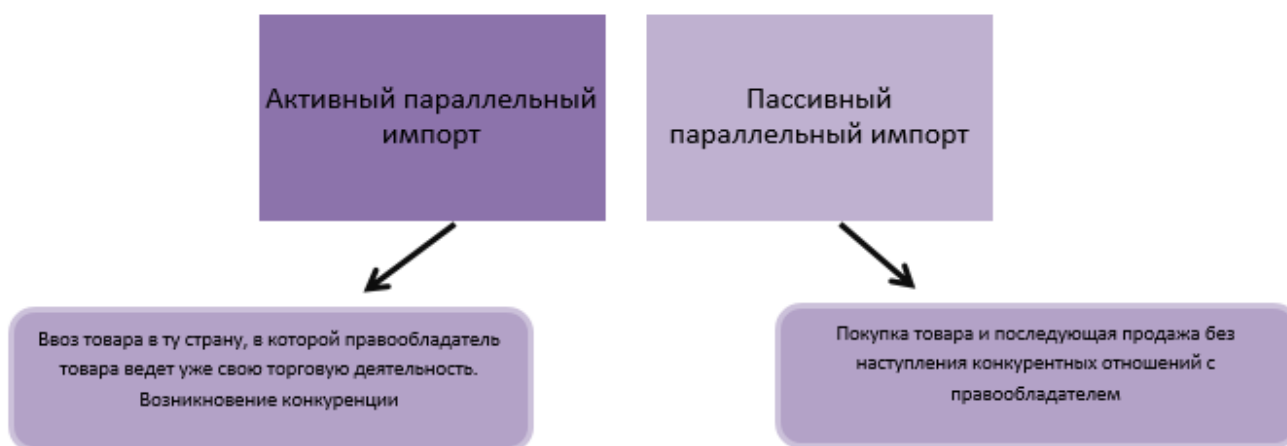 Активный параллельный
импорт
Пассивный
параллельный импорт
Ввоз товара в ту страну, в которой правообладатель
товара ведет уже свою торговую деятельность.
Возникновение конкуренции
Покупка товара и последующая продажа без
наступления конкурентных отношений с
правообладателем